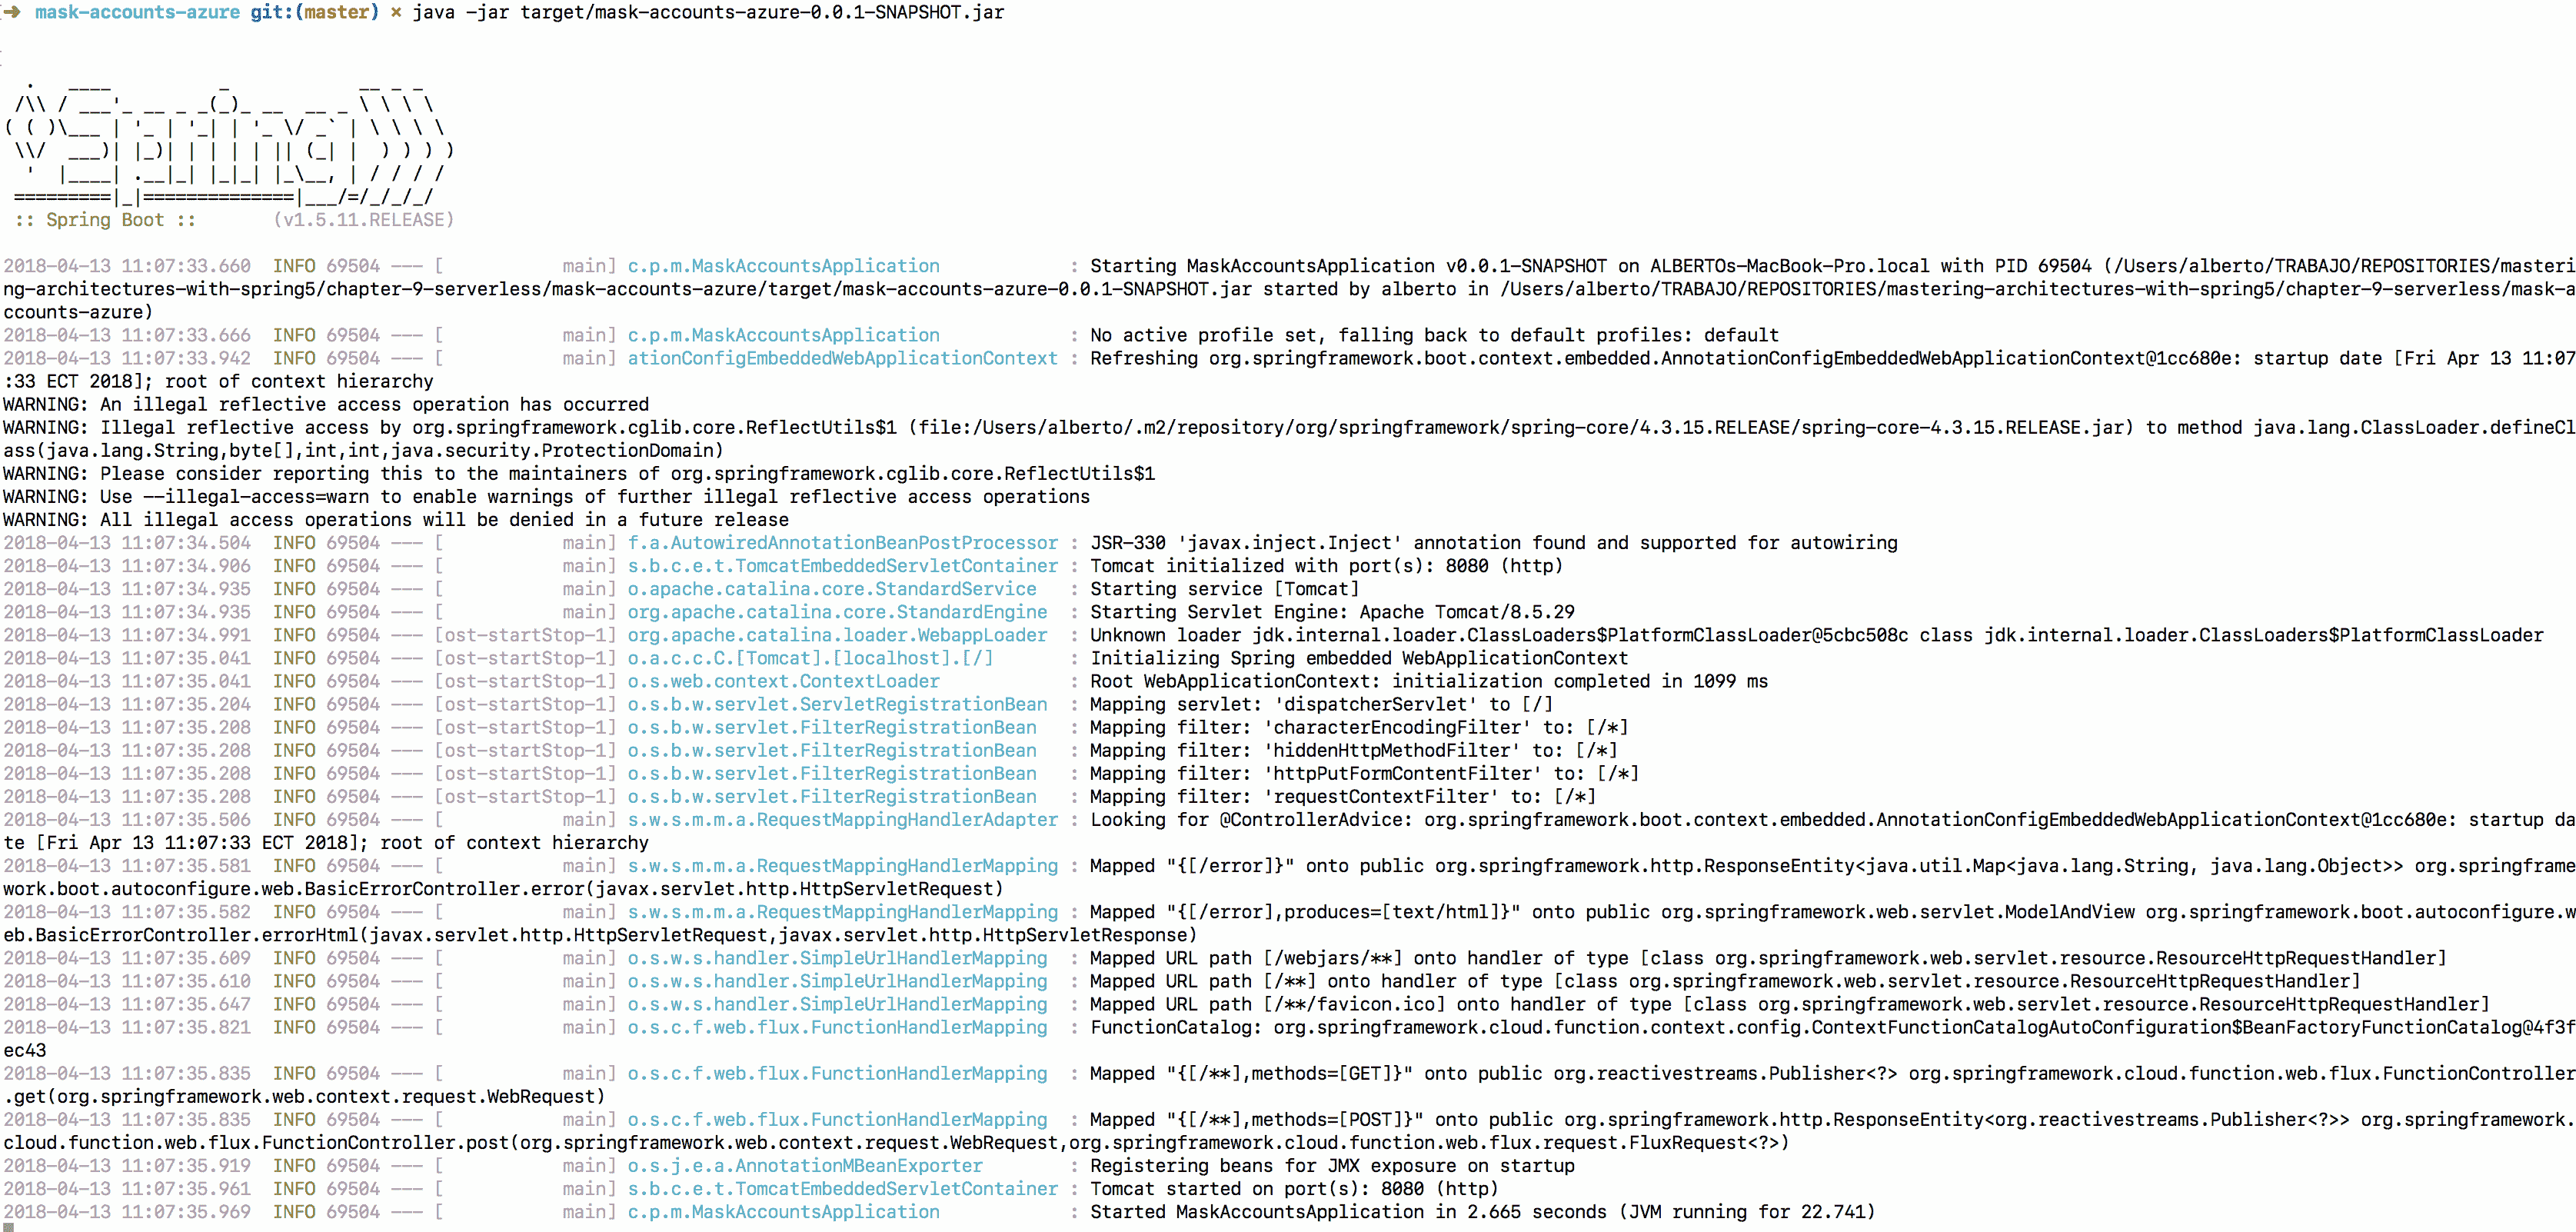 ➜  mask-accounts-azure git:(master) × java -jar target/mask-accounts-azure-0.0.1-SNAPSHOT.jar
  .   ____          _            __ _ _
 /\\ / ___'_ __ _ _(_)_ __  __ _ \ \ \ \
( ( )\___ | '_ | '_| | '_ \/ _` | \ \ \ \
 \\/  ___)| |_)| | | | | || (_| |  ) ) ) )
  '  |____| .__|_| |_|_| |_\__, | / / / /
 =========|_|==============|___/=/_/_/_/
 :: Spring Boot ::       (v1.5.11.RELEASE)
2018-04-13 11:07:33.660  INFO 69504 --- [           main] c.p.m.MaskAccountsApplication            : Starting MaskAccountsApplication v0.0.1-SNAPSHOT on ALBERTOs-MacBook-Pro.local with PID 69504 (/Users/alberto/TRABAJO/REPOSITORIES/masteri
ng-architectures-with-spring5/chapter-9-serverless/mask-accounts-azure/target/mask-accounts-azure-0.0.1-SNAPSHOT.jar started by alberto in /Users/alberto/TRABAJO/REPOSITORIES/mastering-architectures-with-spring5/chapter-9-serverless/mask-a
ccounts-azure)
2018-04-13 11:07:33.666  INFO 69504 --- [           main] c.p.m.MaskAccountsApplication            : No active profile set, falling back to default profiles: default
2018-04-13 11:07:33.942  INFO 69504 --- [           main] ationConfigEmbeddedWebApplicationContext : Refreshing org.springframework.boot.context.embedded.AnnotationConfigEmbeddedWebApplicationContext@1cc680e: startup date [Fri Apr 13 11:07
:33 ECT 2018]; root of context hierarchy
WARNING: An illegal reflective access operation has occurred
WARNING: Illegal reflective access by org.springframework.cglib.core.ReflectUtils$1 (file:/Users/alberto/.m2/repository/org/springframework/spring-core/4.3.15.RELEASE/spring-core-4.3.15.RELEASE.jar) to method java.lang.ClassLoader.defineCl
ass(java.lang.String,byte[],int,int,java.security.ProtectionDomain)
WARNING: Please consider reporting this to the maintainers of org.springframework.cglib.core.ReflectUtils$1
WARNING: Use --illegal-access=warn to enable warnings of further illegal reflective access operations
WARNING: All illegal access operations will be denied in a future release
2018-04-13 11:07:34.504  INFO 69504 --- [           main] f.a.AutowiredAnnotationBeanPostProcessor : JSR-330 'javax.inject.Inject' annotation found and supported for autowiring
2018-04-13 11:07:34.906  INFO 69504 --- [           main] s.b.c.e.t.TomcatEmbeddedServletContainer : Tomcat initialized with port(s): 8080 (http)
2018-04-13 11:07:34.935  INFO 69504 --- [           main] o.apache.catalina.core.StandardService   : Starting service [Tomcat]
2018-04-13 11:07:34.935  INFO 69504 --- [           main] org.apache.catalina.core.StandardEngine  : Starting Servlet Engine: Apache Tomcat/8.5.29
2018-04-13 11:07:34.991  INFO 69504 --- [ost-startStop-1] org.apache.catalina.loader.WebappLoader  : Unknown loader jdk.internal.loader.ClassLoaders$PlatformClassLoader@5cbc508c class jdk.internal.loader.ClassLoaders$PlatformClassLoader
2018-04-13 11:07:35.041  INFO 69504 --- [ost-startStop-1] o.a.c.c.C.[Tomcat].[localhost].[/]       : Initializing Spring embedded WebApplicationContext
2018-04-13 11:07:35.041  INFO 69504 --- [ost-startStop-1] o.s.web.context.ContextLoader            : Root WebApplicationContext: initialization completed in 1099 ms
2018-04-13 11:07:35.204  INFO 69504 --- [ost-startStop-1] o.s.b.w.servlet.ServletRegistrationBean  : Mapping servlet: 'dispatcherServlet' to [/]
2018-04-13 11:07:35.208  INFO 69504 --- [ost-startStop-1] o.s.b.w.servlet.FilterRegistrationBean   : Mapping filter: 'characterEncodingFilter' to: [/*]
2018-04-13 11:07:35.208  INFO 69504 --- [ost-startStop-1] o.s.b.w.servlet.FilterRegistrationBean   : Mapping filter: 'hiddenHttpMethodFilter' to: [/*]
2018-04-13 11:07:35.208  INFO 69504 --- [ost-startStop-1] o.s.b.w.servlet.FilterRegistrationBean   : Mapping filter: 'httpPutFormContentFilter' to: [/*]
2018-04-13 11:07:35.208  INFO 69504 --- [ost-startStop-1] o.s.b.w.servlet.FilterRegistrationBean   : Mapping filter: 'requestContextFilter' to: [/*]
2018-04-13 11:07:35.506  INFO 69504 --- [           main] s.w.s.m.m.a.RequestMappingHandlerAdapter : Looking for @ControllerAdvice: org.springframework.boot.context.embedded.AnnotationConfigEmbeddedWebApplicationContext@1cc680e: startup da
te [Fri Apr 13 11:07:33 ECT 2018]; root of context hierarchy
2018-04-13 11:07:35.581  INFO 69504 --- [           main] s.w.s.m.m.a.RequestMappingHandlerMapping : Mapped "{[/error]}" onto public org.springframework.http.ResponseEntity<java.util.Map<java.lang.String, java.lang.Object>> org.springframe
work.boot.autoconfigure.web.BasicErrorController.error(javax.servlet.http.HttpServletRequest)
2018-04-13 11:07:35.582  INFO 69504 --- [           main] s.w.s.m.m.a.RequestMappingHandlerMapping : Mapped "{[/error],produces=[text/html]}" onto public org.springframework.web.servlet.ModelAndView org.springframework.boot.autoconfigure.w
eb.BasicErrorController.errorHtml(javax.servlet.http.HttpServletRequest,javax.servlet.http.HttpServletResponse)
2018-04-13 11:07:35.609  INFO 69504 --- [           main] o.s.w.s.handler.SimpleUrlHandlerMapping  : Mapped URL path [/webjars/**] onto handler of type [class org.springframework.web.servlet.resource.ResourceHttpRequestHandler]
2018-04-13 11:07:35.610  INFO 69504 --- [           main] o.s.w.s.handler.SimpleUrlHandlerMapping  : Mapped URL path [/**] onto handler of type [class org.springframework.web.servlet.resource.ResourceHttpRequestHandler]
2018-04-13 11:07:35.647  INFO 69504 --- [           main] o.s.w.s.handler.SimpleUrlHandlerMapping  : Mapped URL path [/**/favicon.ico] onto handler of type [class org.springframework.web.servlet.resource.ResourceHttpRequestHandler]
2018-04-13 11:07:35.821  INFO 69504 --- [           main] o.s.c.f.web.flux.FunctionHandlerMapping  : FunctionCatalog: org.springframework.cloud.function.context.config.ContextFunctionCatalogAutoConfiguration$BeanFactoryFunctionCatalog@4f3f
ec43
2018-04-13 11:07:35.835  INFO 69504 --- [           main] o.s.c.f.web.flux.FunctionHandlerMapping  : Mapped "{[/**],methods=[GET]}" onto public org.reactivestreams.Publisher<?> org.springframework.cloud.function.web.flux.FunctionController
.get(org.springframework.web.context.request.WebRequest)
2018-04-13 11:07:35.835  INFO 69504 --- [           main] o.s.c.f.web.flux.FunctionHandlerMapping  : Mapped "{[/**],methods=[POST]}" onto public org.springframework.http.ResponseEntity<org.reactivestreams.Publisher<?>> org.springframework.
cloud.function.web.flux.FunctionController.post(org.springframework.web.context.request.WebRequest,org.springframework.cloud.function.web.flux.request.FluxRequest<?>)
2018-04-13 11:07:35.919  INFO 69504 --- [           main] o.s.j.e.a.AnnotationMBeanExporter        : Registering beans for JMX exposure on startup
2018-04-13 11:07:35.961  INFO 69504 --- [           main] s.b.c.e.t.TomcatEmbeddedServletContainer : Tomcat started on port(s): 8080 (http)
2018-04-13 11:07:35.969  INFO 69504 --- [           main] c.p.m.MaskAccountsApplication            : Started MaskAccountsApplication in 2.665 seconds (JVM running for 22.741)